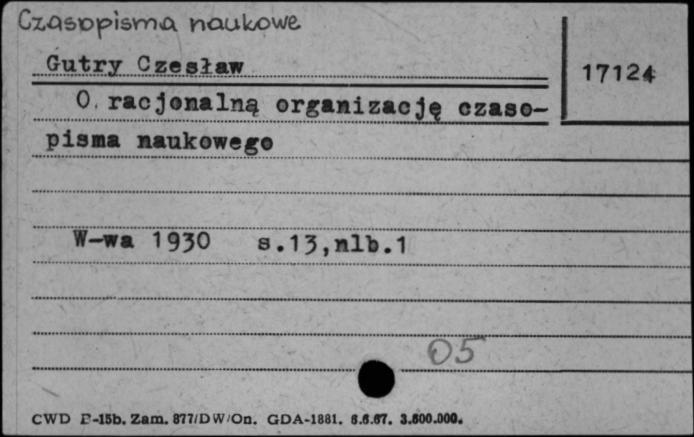 Czasopisma naukowe
Gutry Czesław
17124
O racjonalną organizację czaso-
pisma naukowego
W-wa 1930 s.13,nlb.1
05
CWD P-15b. Zam. 877/DW/On. GDA-1881. 6.6.67. 3.600.000.